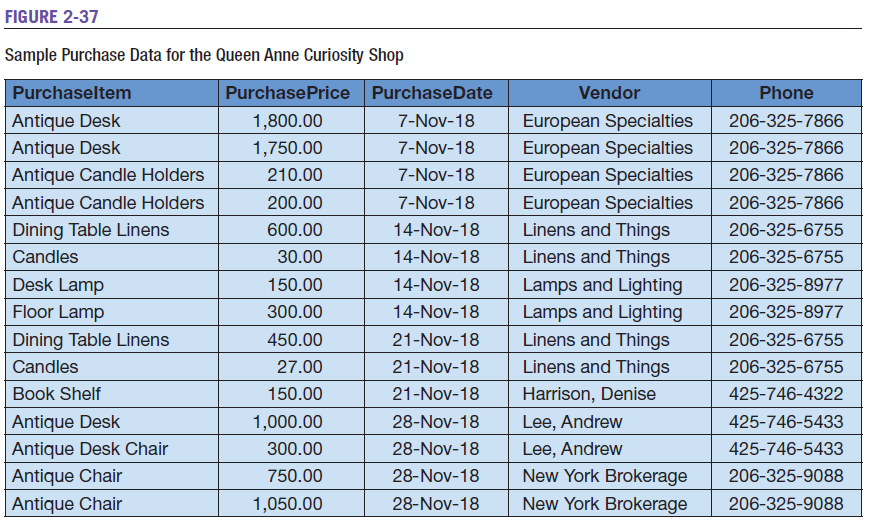 FIGURE 2-37
Sample Purchase Data for the Queen Anne Curiosity Shop
PurchaseItem PurchasePrice PurchaseDate Vendor Phone
Antique Desk 1,800.00 7-Nov-18 European Specialties 206-325-7866
Antique Desk 1,750.00 7-Nov-18 European Specialties 206-325-7866
Antique Candle Holders 210.00 7-Nov-18 European Specialties 206-325-7866
Antique Candle Holders 200.00 7-Nov-18 European Specialties 206-325-7866
Dining Table Linens 600.00 14-Nov-18 Linens and Things 206-325-6755
Candles 30.00 14-Nov-18 Linens and Things 206-325-6755
Desk Lamp 150.00 14-Nov-18 Lamps and Lighting 206-325-8977
Floor Lamp 300.00 14-Nov-18 Lamps and Lighting 206-325-8977
Dining Table Linens 450.00 21-Nov-18 Linens and Things 206-325-6755
Candles 27.00 21-Nov-18 Linens and Things 206-325-6755
Book Shelf 150.00 21-Nov-18 Harrison, Denise 425-746-4322
Antique Desk 1,000.00 28-Nov-18 Lee, Andrew 425-746-5433
Antique Desk Chair 300.00 28-Nov-18 Lee, Andrew 425-746-5433
Antique Chair 750.00 28-Nov-18 New York Brokerage 206-325-9088
Antique Chair 1,050.00 28-Nov-18 New York Brokerage 206-325-9088